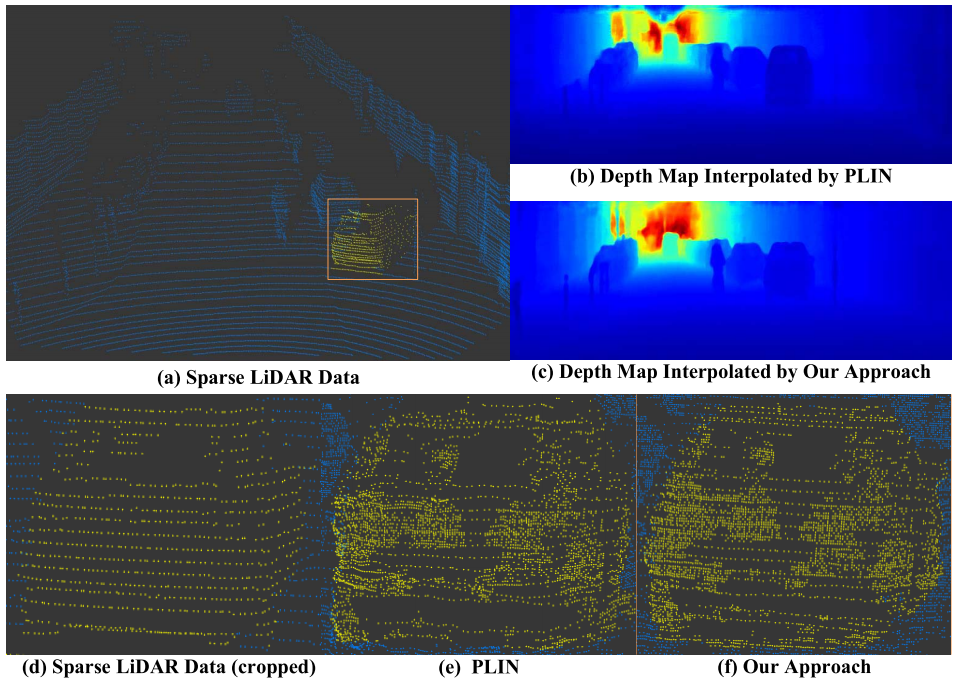 (b) Depth Map Interpolated by PLIN
(a) Sparse LiDAR Data
(c) Depth Map Interpolated by Our Approach
(d) Sparse LiDAR Data (cropped)
(e) PLIN
(f) Our Approach